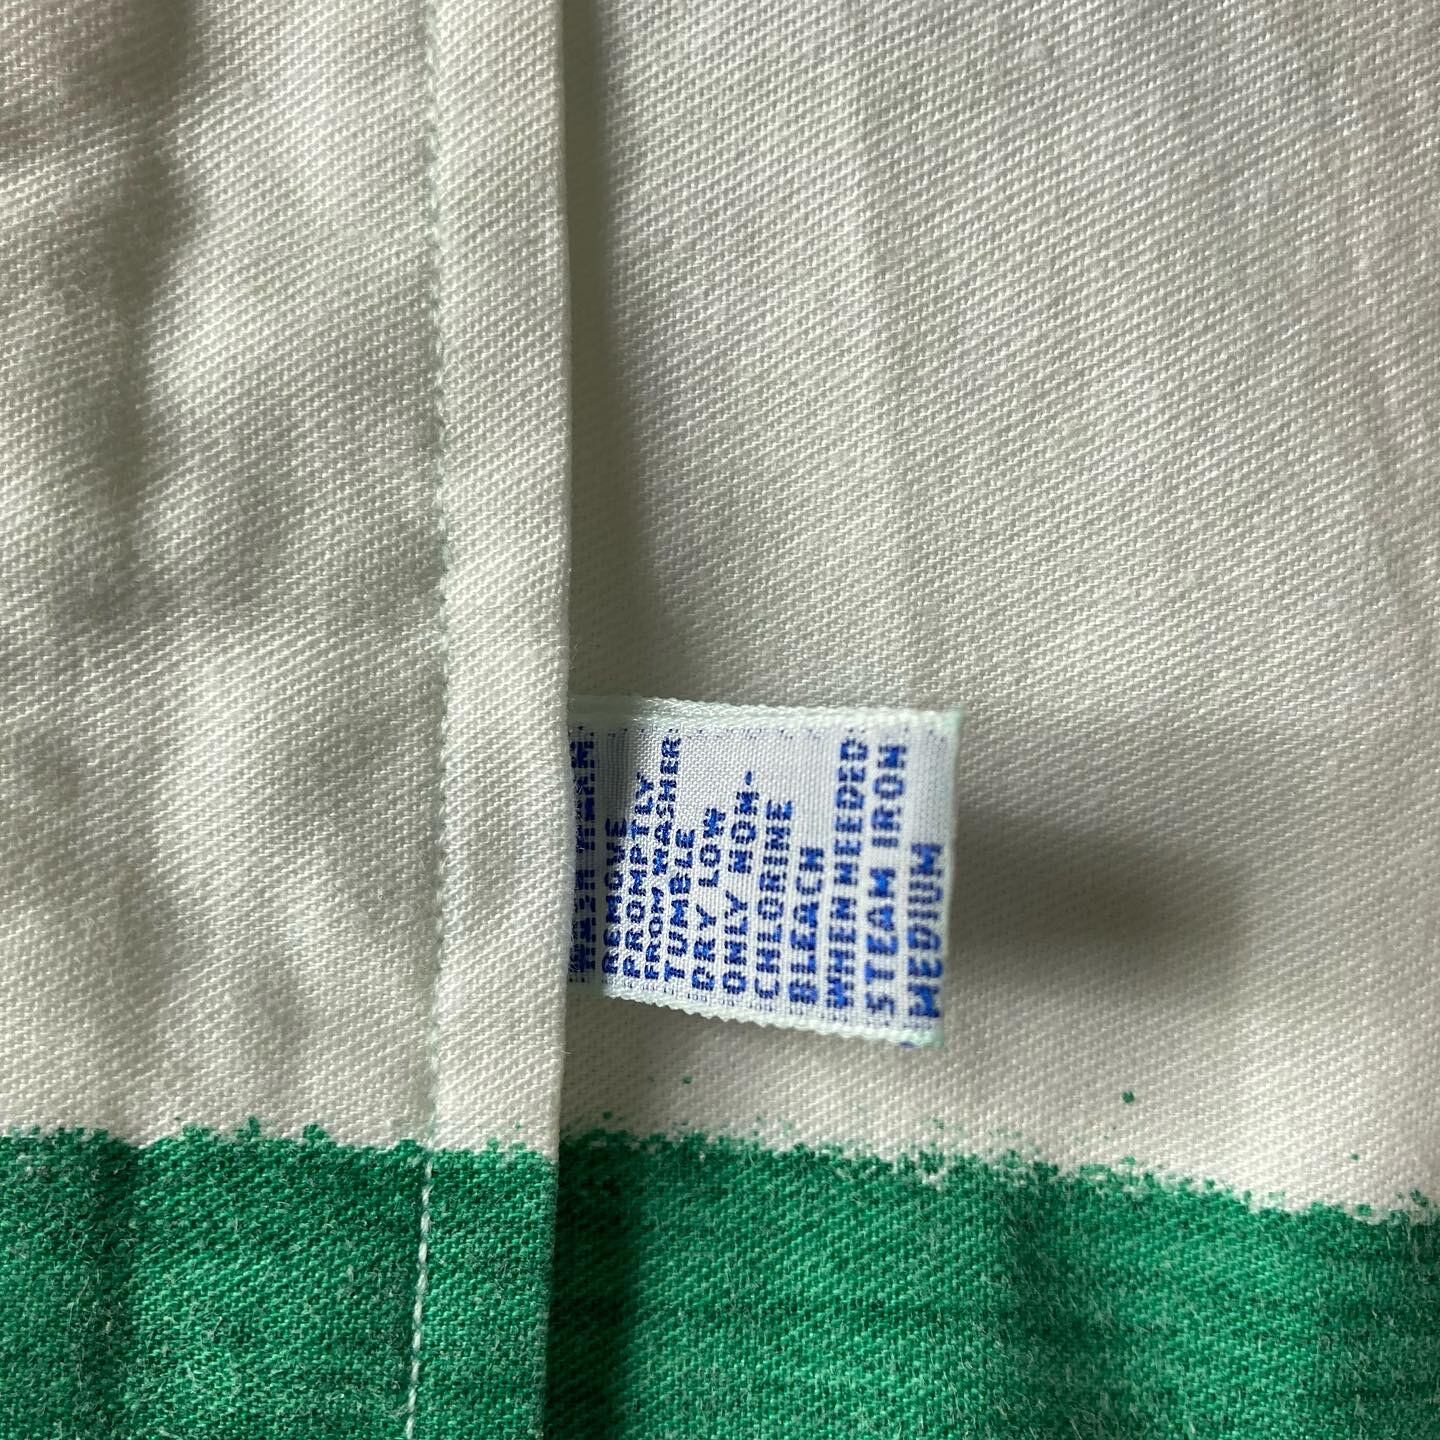 REMOVE
PROMPTLY
FROM WASHER
TUMBLE
DRY LOW
ONLY NON-
CHLORINE
BLEACH
WHEN NEEDED
STEAM IRON
MEDIUM